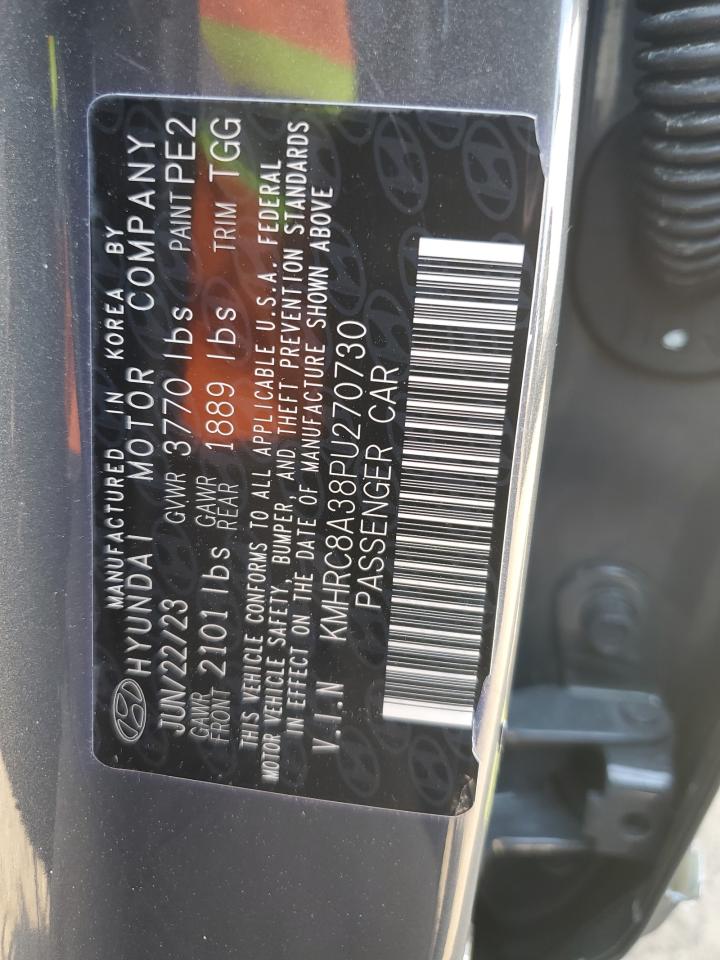 MANUFACTURED IN KOREA BY
HYUNDAI MOTOR COMPANY
JUN/22/23 GVWR 3770 lbs PAINT PE2
GAWR FRONT 2101 lbs GAWR REAR 1889 lbs TRIM TGG
THIS VEHICLE CONFORMS TO ALL APPLICABLE U.S.A. FEDERAL
MOTOR VEHICLE SAFETY, BUMPER, AND THEFT PREVENTION STANDARDS
IN EFFECT ON THE DATE OF MANUFACTURE SHOWN ABOVE
V.I.N KMHRC8A38PU270730
PASSENGER CAR